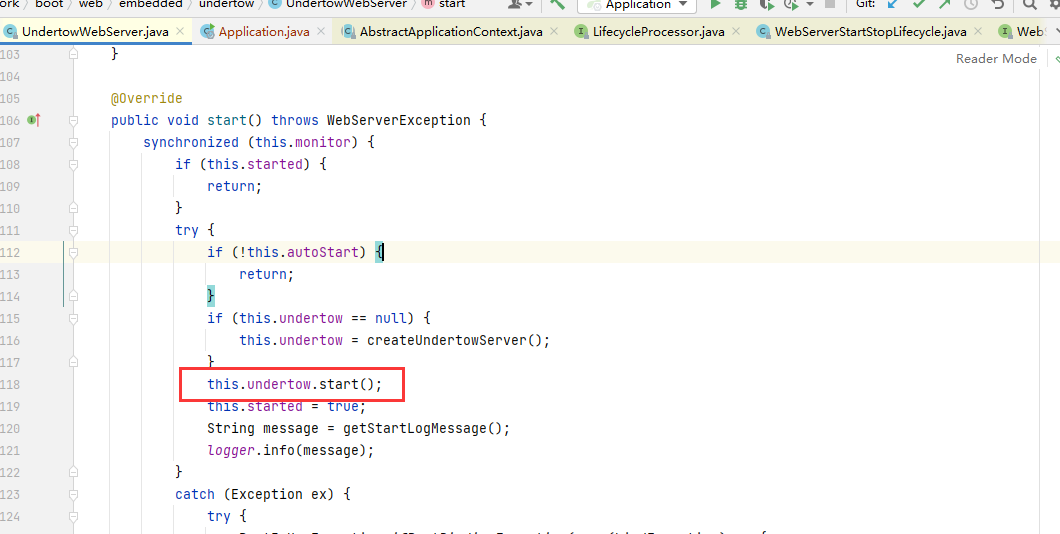 ork boot web embedded undertow UndertowWebServer start Application Git:
UndertowWebServer.java Application.java AbstractApplicationContext.java LifecycleProcessor.java WebServerStartStopLifecycle.java WebS
Reader Mode
103 }
104
105 @Override
106 public void start() throws WebServerException {
107 synchronized (this.monitor) {
108 if (this.started) {
109 return;
110 }
111 try {
112 if (!this.autoStart) {
113 return;
114 }
115 if (this.undertow == null) {
116 this.undertow = createUndertowServer();
117 }
118 this.undertow.start();
119 this.started = true;
120 String message = getStartLogMessage();
121 logger.info(message);
122 }
123 catch (Exception ex) {
124 try {